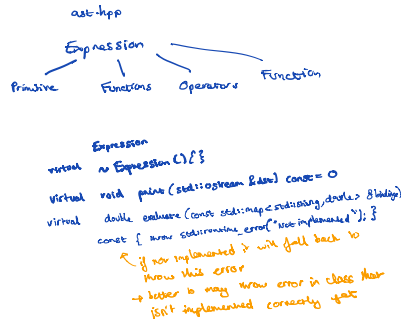 ast.hpp
Expression
Primitive Functions Operators Function
Expression
virtual ~ Expression(){}
virtual void print (std::ostream &dst) const = 0
virtual double evaluate (const std::map<std::string, double> &bindings)
const { throw std::runtime_error("Not implemented"); }
if not implemented it will fall back to
throw this error
→ better to may throw error in class that
isn't implemented correctly yet